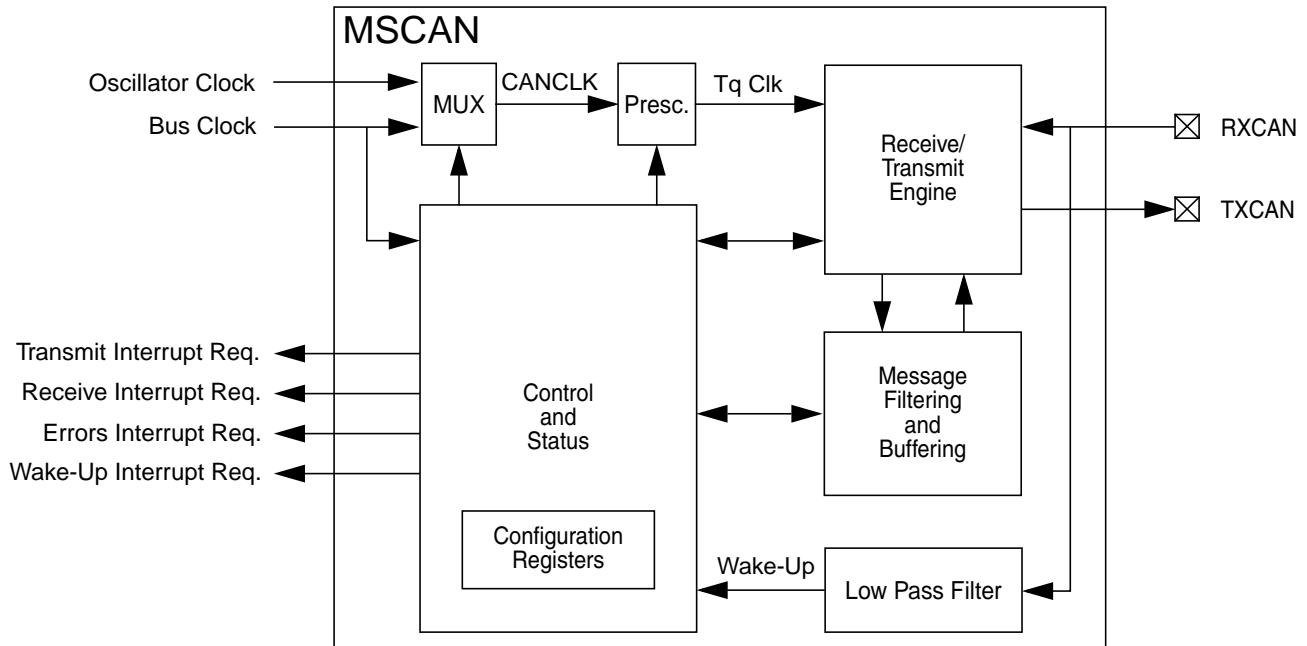 MSCAN
Oscillator Clock
Bus Clock
MUX
CANCLK
Presc.
Tq Clk
Receive/
Transmit
Engine
RXCAN
TXCAN
Transmit Interrupt Req.
Receive Interrupt Req.
Errors Interrupt Req.
Wake-Up Interrupt Req.
Control
and
Status
Message
Filtering
and
Buffering
Configuration
Registers
Wake-Up
Low Pass Filter